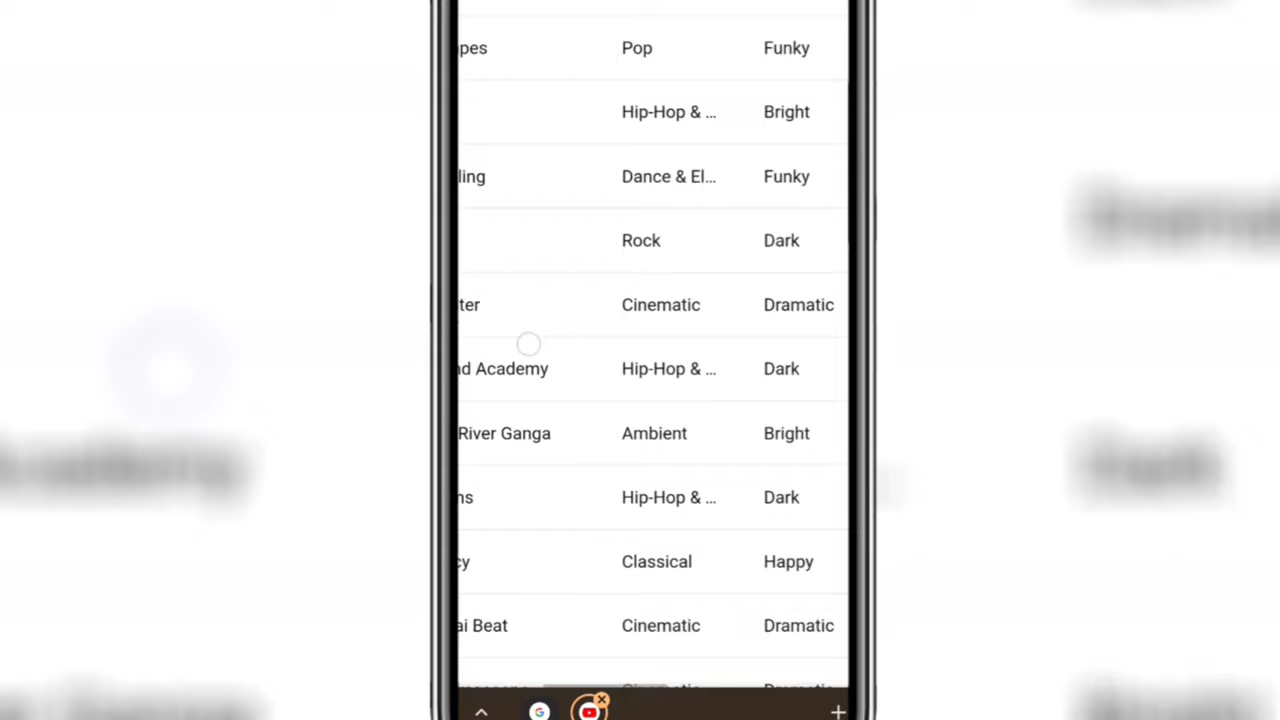 pes Pop Funky
Hip-Hop & ... Bright
ling Dance & El... Funky
Rock Dark
ter Cinematic Dramatic
nd Academy Hip-Hop & ... Dark
River Ganga Ambient Bright
ns Hip-Hop & ... Dark
cy Classical Happy
ai Beat Cinematic Dramatic